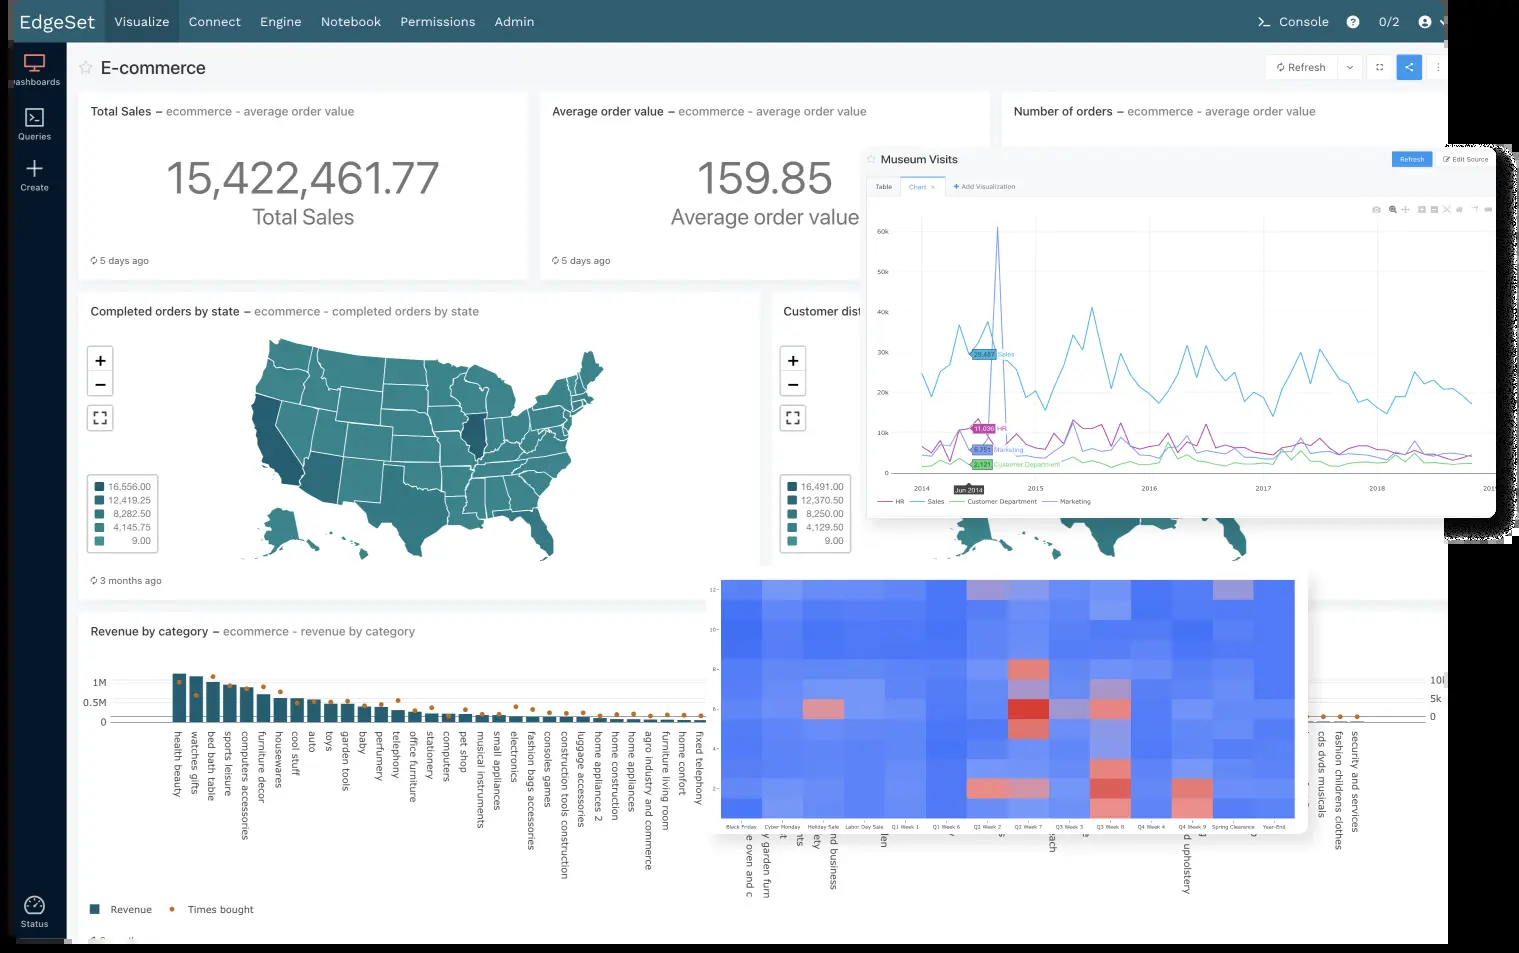 EdgeSet Visualize Connect Engine Notebook Permissions Admin Console ? 0/2
ashboards
Queries
Create
Status
E-commerce
Refresh
Total Sales – ecommerce - average order value
15,422,461.77
Total Sales
5 days ago
Average order value – ecommerce - average order value
159.85
Average order value
5 days ago
Number of orders – ecommerce - average order value
Museum Visits
Refresh
Edit Source
Table
Chart ×
+ Add Visualization
60k
50k
40k
30k
20k
10k
0
Sales
11,036 HR
Marketing
2,121 Customer Department
2014
Jun 2014
2015
2016
2017
2018
201
HR
Sales
Customer Department
Marketing
Completed orders by state – ecommerce - completed orders by state
+
−
16,556.00
12,419.25
8,282.50
4,145.75
9.00
3 months ago
Customer dist
+
−
16,491.00
12,370.50
8,250.00
4,129.50
9.00
12
10
8
6
4
2
Black Friday
Cyber Monday
Holiday Sale
Labor Day Sale
Q1 Week 1
Q1 Week 6
Q2 Week 2
Q2 Week 7
Q3 Week 3
Q3 Week 8
Q4 Week 4
Q4 Week 9
Spring Clearance
Year-End
Revenue by category – ecommerce - revenue by category
1M
0.5M
0
10
5k
0
health beauty
watches gifts
bed bath table
sports leisure
computers accessories
furniture decor
housewares
cool stuff
auto
toys
garden tools
baby
perfumery
telephony
office furniture
stationery
computers
pet shop
musical instruments
small appliances
electronics
fashion bags accessories
consoles games
construction tools construction
luggage accessories
home appliances 2
home construction
home appliances
agro industry and commerce
furniture living room
home confort
fixed telephony
e oven and c
y garden furn
nts
ety
nd business
len
ach
d upholstery
cds dvds musicals
fashion childrens clothes
security and services
Revenue
Times bought